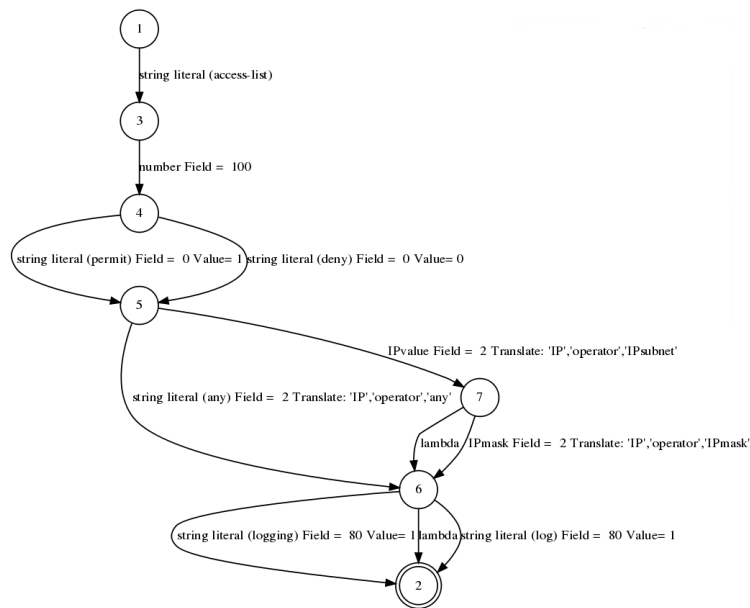 1
string literal (access-list)
3
number Field = 100
4
string literal (permit) Field = 0 Value= 1
string literal (deny) Field = 0 Value= 0
5
IPvalue Field = 2 Translate: 'IP','operator','IPsubnet'
string literal (any) Field = 2 Translate: 'IP','operator','any'
7
lambda
IPmask Field = 2 Translate: 'IP','operator','IPmask'
6
string literal (logging) Field = 80 Value= 1
lambda
string literal (log) Field = 80 Value= 1
2